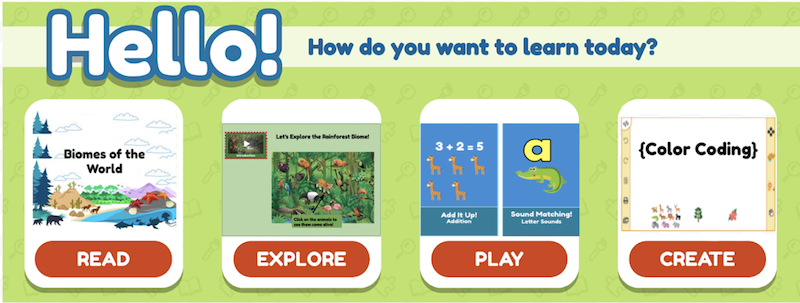 Hello!
How do you want to learn today?
Biomes of the
World
READ
Let's Explore the Rainforest Biome!
Click on the animals to
see them come alive!
EXPLORE
3 + 2 = 5
Add It Up!
Addition
a
Sound Matching!
Letter Sounds
PLAY
{Color Coding}
CREATE